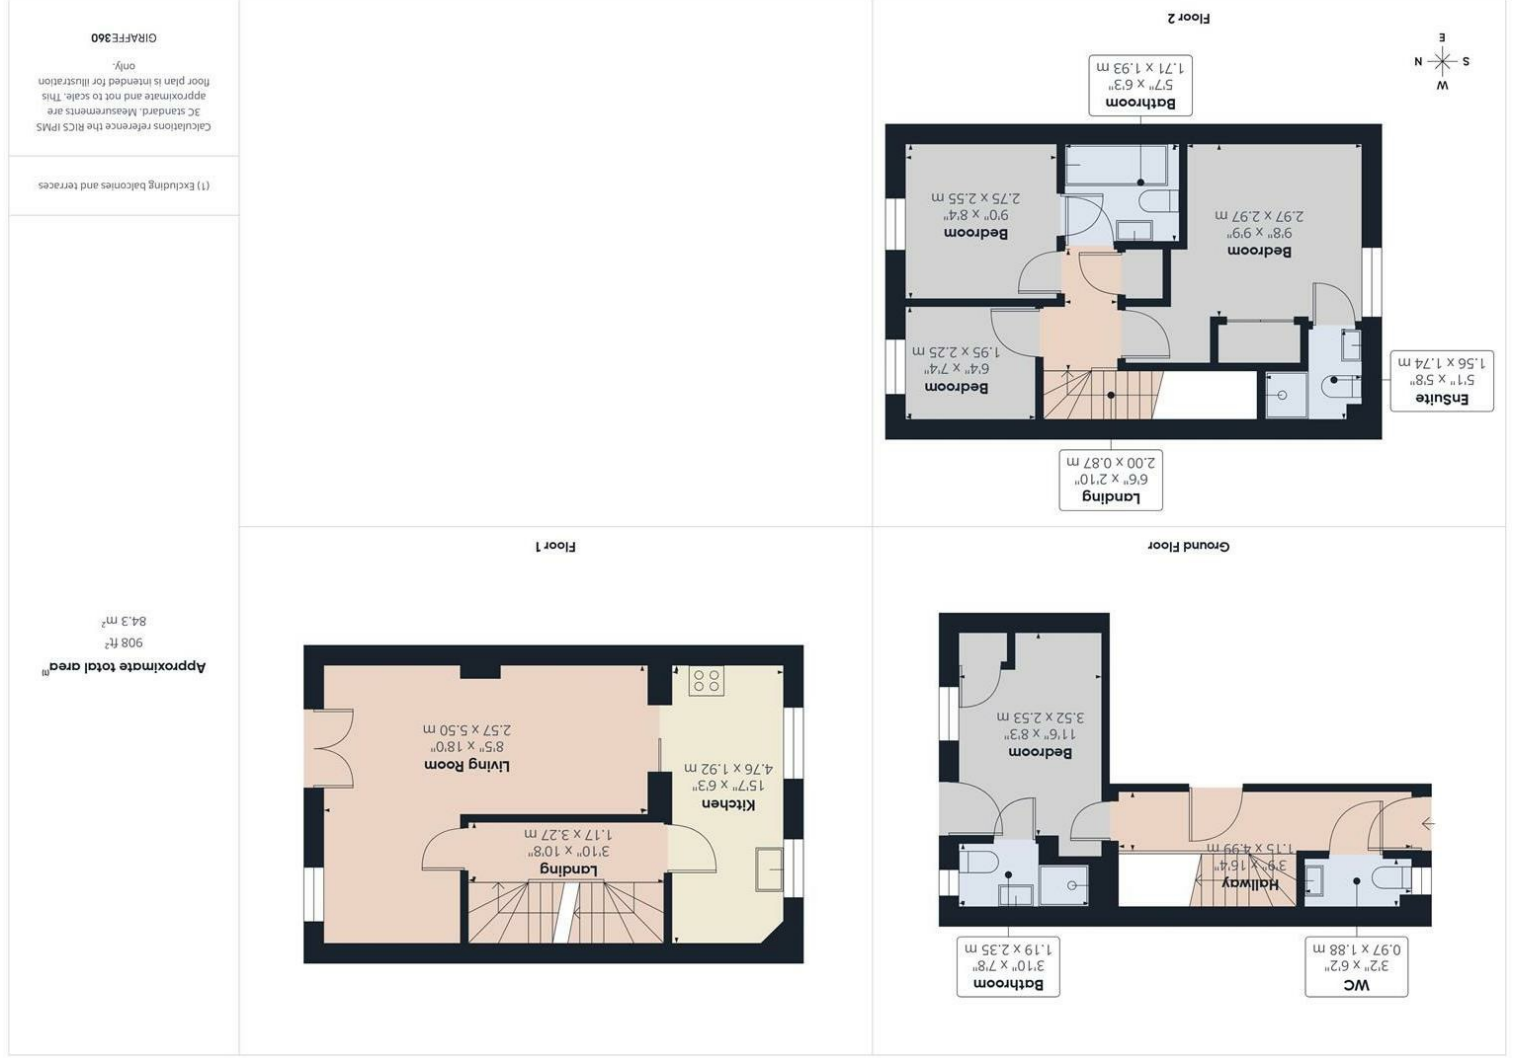 WC
3'2" x 6'2"
0.97 x 1.88 m
Bathroom
3'10" x 7'8"
1.19 x 2.35 m
Hallway
3'9" x 16'4"
1.15 x 4.99 m
Bedroom
11'6" x 8'3"
3.52 x 2.53 m
Ground Floor
Landing
3'10" x 10'8"
1.17 x 3.27 m
Kitchen
15'7" x 6'3"
4.76 x 1.92 m
Living Room
8'5" x 18'0"
2.57 x 5.50 m
Floor 1
Approximate total area(1)
908 ft²
84.3 m²
Landing
6'6" x 2'10"
2.00 x 0.87 m
EnSuite
5'1" x 5'8"
1.56 x 1.74 m
Bedroom
6'4" x 7'4"
1.95 x 2.25 m
Bedroom
9'8" x 9'9"
2.97 x 2.97 m
Bedroom
9'0" x 8'4"
2.75 x 2.55 m
Bathroom
5'7" x 6'3"
1.71 x 1.93 m
W
S
N
E
Floor 2
(1) Excluding balconies and terraces
Calculations reference the RICS IPMS
3C standard. Measurements are
approximate and not to scale. This
floor plan is intended for illustration
only.
GIRAFFE360